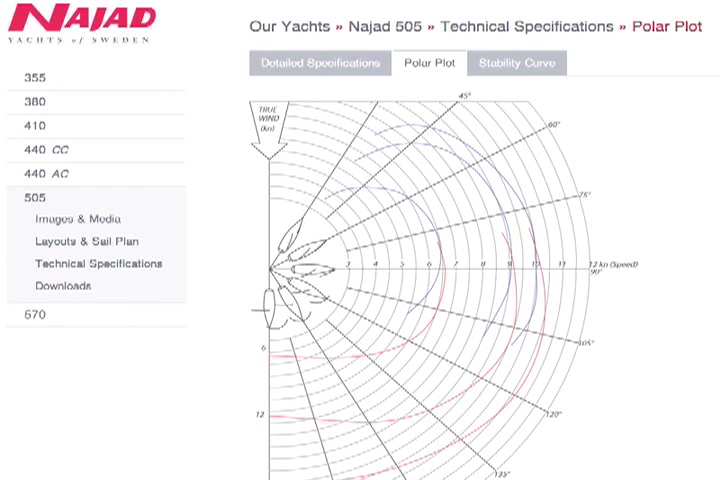 NAJAD
YACHTS of SWEDEN
Our Yachts » Najad 505 » Technical Specifications » Polar Plot
Detailed Specifications
Polar Plot
Stability Curve
355
380
410
440 CC
440 AC
505
Images & Media
Layouts & Sail Plan
Technical Specifications
Downloads
570
TRUE
WIND
(kn)
45°
60°
75°
3 4 5 6 7 8 9 10 11 12 kn (Speed)
90°
105°
120°
135°
6
12